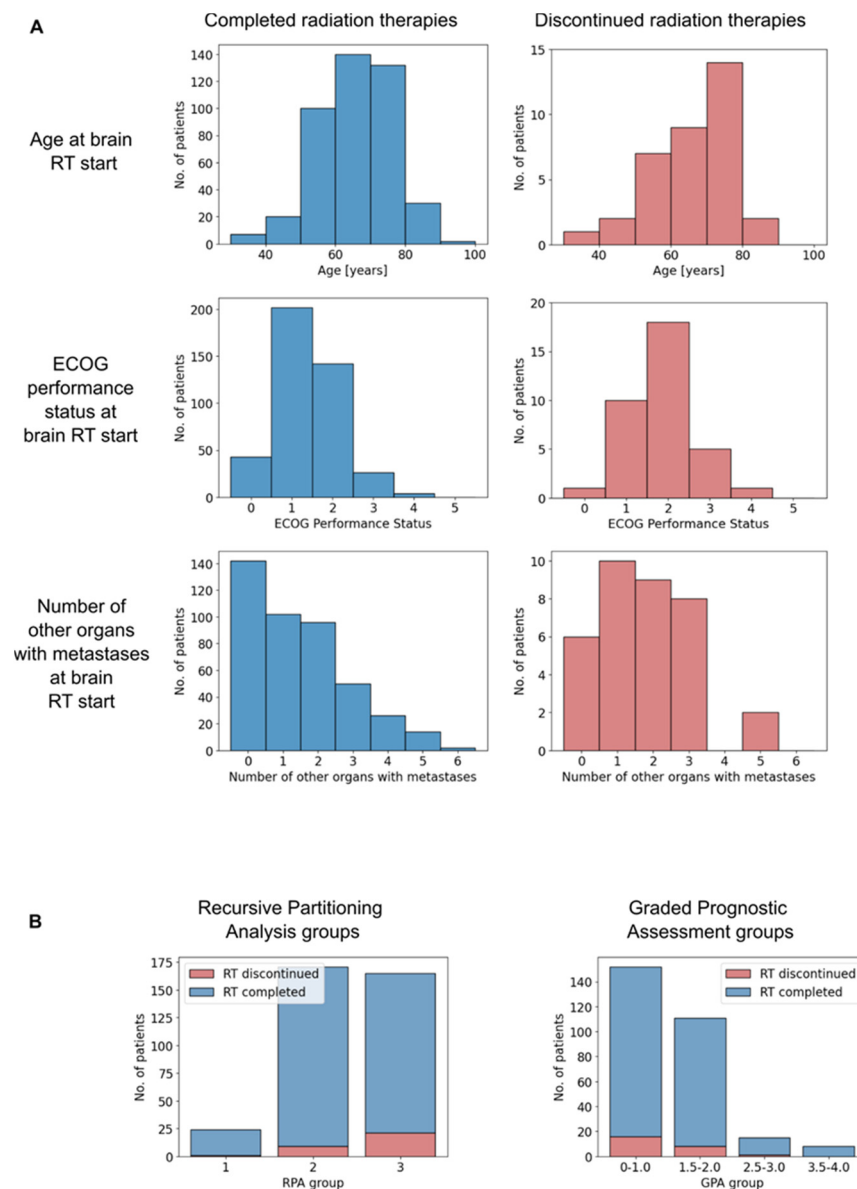 A
Completed radiation therapies
Discontinued radiation therapies
Age at brain
RT start
No. of patients
140
120
100
80
60
40
20
0
40 60 80 100
Age [years]
No. of patients
15
10
5
0
40 60 80 100
Age [years]
ECOG
performance
status at
brain RT start
No. of patients
200
150
100
50
0
0 1 2 3 4 5
ECOG Performance Status
No. of patients
20
15
10
5
0
0 1 2 3 4 5
ECOG Performance Status
Number of
other organs
with metastases
at brain
RT start
No. of patients
140
120
100
80
60
40
20
0
0 1 2 3 4 5 6
Number of other organs with metastases
No. of patients
10
8
6
4
2
0
0 1 2 3 4 5 6
Number of other organs with metastases
B
Recursive Partitioning
Analysis groups
No. of patients
175
150
125
100
75
50
25
0
RT discontinued
RT completed
1 2 3
RPA group
Graded Prognostic
Assessment groups
No. of patients
140
120
100
80
60
40
20
0
RT discontinued
RT completed
0-1.0 1.5-2.0 2.5-3.0 3.5-4.0
GPA group